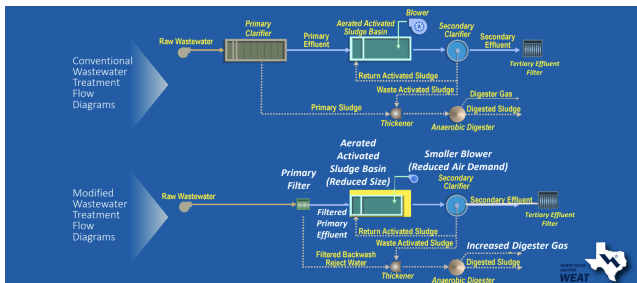 Conventional
Wastewater
Treatment
Flow
Diagrams
Raw Wastewater
Primary
Clarifier
Primary
Effluent
Aerated Activated
Sludge Basin
Blower
Secondary
Clarifier
Secondary
Effluent
Tertiary Effluent
Filter
Return Activated Sludge
Waste Activated Sludge
Digester Gas
Primary Sludge
Digested Sludge
Thickener
Anaerobic Digester
Modified
Wastewater
Treatment
Flow
Diagrams
Raw Wastewater
Primary
Filter
Aerated
Activated
Sludge Basin
(Reduced Size)
Smaller Blower
(Reduced Air Demand)
Secondary
Clarifier
Secondary Effluent
Tertiary Effluent
Filter
Filtered
Primary
Effluent
Return Activated Sludge
Waste Activated Sludge
Increased Digester Gas
Filtered Backwash
Reject Water
Digested Sludge
Thickener
Anaerobic Digester
NORTH TEXAS
SECTION
WEAT